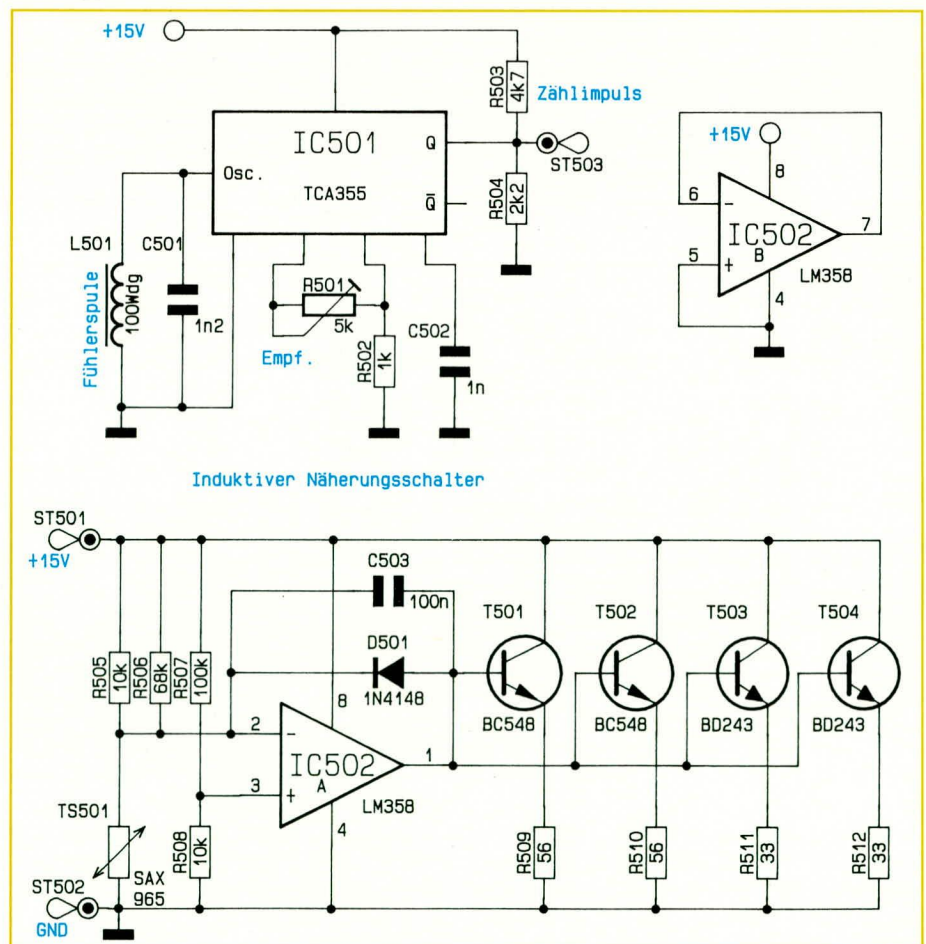 +15V
R503
4k7
Zählimpuls
IC501
TCA355
Osc.
Q
Q̅
ST503
R504
2k2
+15V
8
6
-
5
+
IC502
B
7
LM358
4
L501
C501
Fühlerspule
100Wdg
1n2
R501
5k
Empf.
R502
1k
C502
1n
Induktiver Näherungsschalter
ST501
+15V
C503
100n
R505
10k
R506
68k
R507
100k
D501
1N4148
T501
T502
T503
T504
BC548
BC548
BD243
BD243
8
2
-
IC502
A
1
3
+
LM358
4
TS501
SAX
965
R508
10k
R509
56
R510
56
R511
33
R512
33
ST502
GND